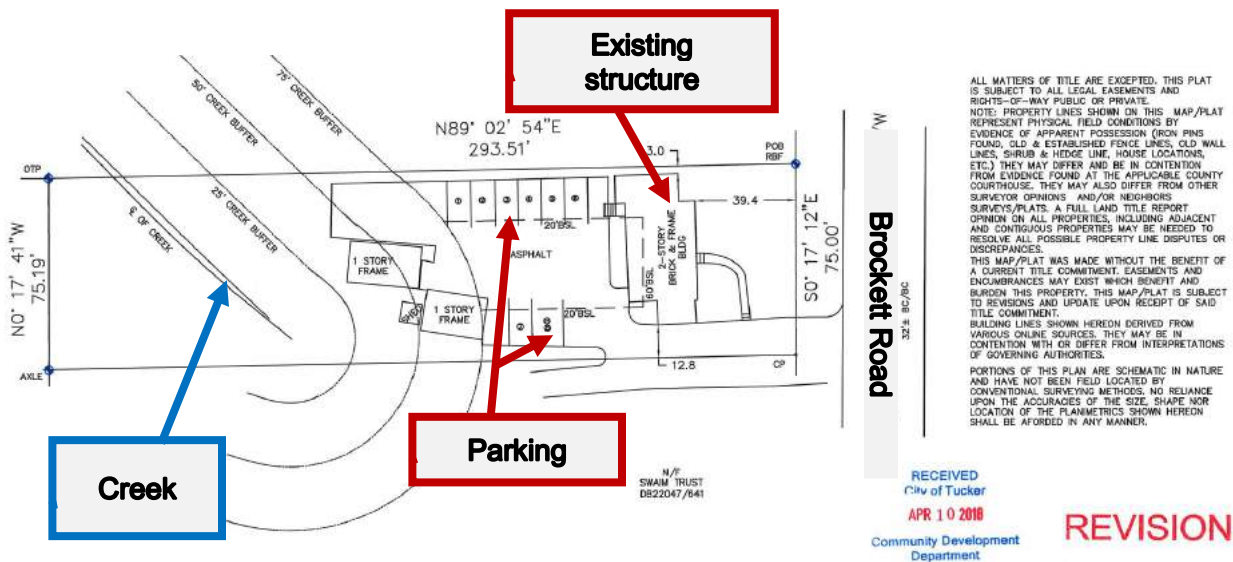 Existing
structure
50' CREEK BUFFER
75' CREEK BUFFER
25' CREEK BUFFER
N89° 02' 54"E
293.51'
3.0
POB
RBF
OTP
N0° 17' 41"W
75.19'
℄ OF CREEK
39.4
S0° 17' 12"E
75.00'
20'BSL
ASPHALT
2-STORY
BRICK & FRAME
BLDG
60'BSL
1 STORY
FRAME
SHED
1 STORY
FRAME
20'BSL
12.8
CP
AXLE
Creek
Parking
N/F
SWAIM TRUST
DB22047/641
Brockett Road
32'± BC/BC
ALL MATTERS OF TITLE ARE EXCEPTED. THIS PLAT
IS SUBJECT TO ALL LEGAL EASEMENTS AND
RIGHTS-OF-WAY PUBLIC OR PRIVATE.
NOTE: PROPERTY LINES SHOWN ON THIS MAP/PLAT
REPRESENT PHYSICAL FIELD CONDITIONS BY
EVIDENCE OF APPARENT POSSESSION (IRON PINS
FOUND, OLD & ESTABLISHED FENCE LINES, OLD WALL
LINES, SHRUB & HEDGE LINE, HOUSE LOCATIONS,
ETC.) THEY MAY DIFFER AND BE IN CONTENTION
FROM EVIDENCE FOUND AT THE APPLICABLE COUNTY
COURTHOUSE. THEY MAY ALSO DIFFER FROM OTHER
SURVEYOR OPINIONS AND/OR NEIGHBORS
SURVEYS/PLATS. A FULL LAND TITLE REPORT
OPINION ON ALL PROPERTIES, INCLUDING ADJACENT
AND CONTIGUOUS PROPERTIES MAY BE NEEDED TO
RESOLVE ALL POSSIBLE PROPERTY LINE DISPUTES OR
DISCREPANCIES.
THIS MAP/PLAT WAS MADE WITHOUT THE BENEFIT OF
A CURRENT TITLE COMMITMENT. EASEMENTS AND
ENCUMBRANCES MAY EXIST WHICH BENEFIT AND
BURDEN THIS PROPERTY. THIS MAP/PLAT IS SUBJECT
TO REVISIONS AND UPDATE UPON RECEIPT OF SAID
TITLE COMMITMENT.
BUILDING LINES SHOWN HEREON DERIVED FROM
VARIOUS ONLINE SOURCES. THEY MAY BE IN
CONTENTION WITH OR DIFFER FROM INTERPRETATIONS
OF GOVERNING AUTHORITIES.
PORTIONS OF THIS PLAN ARE SCHEMATIC IN NATURE
AND HAVE NOT BEEN FIELD LOCATED BY
CONVENTIONAL SURVEYING METHODS. NO RELIANCE
UPON THE ACCURACIES OF THE SIZE, SHAPE NOR
LOCATION OF THE PLANIMETRICS SHOWN HEREON
SHALL BE AFORDED IN ANY MANNER.
RECEIVED
City of Tucker
APR 10 2018
Community Development
Department
REVISION